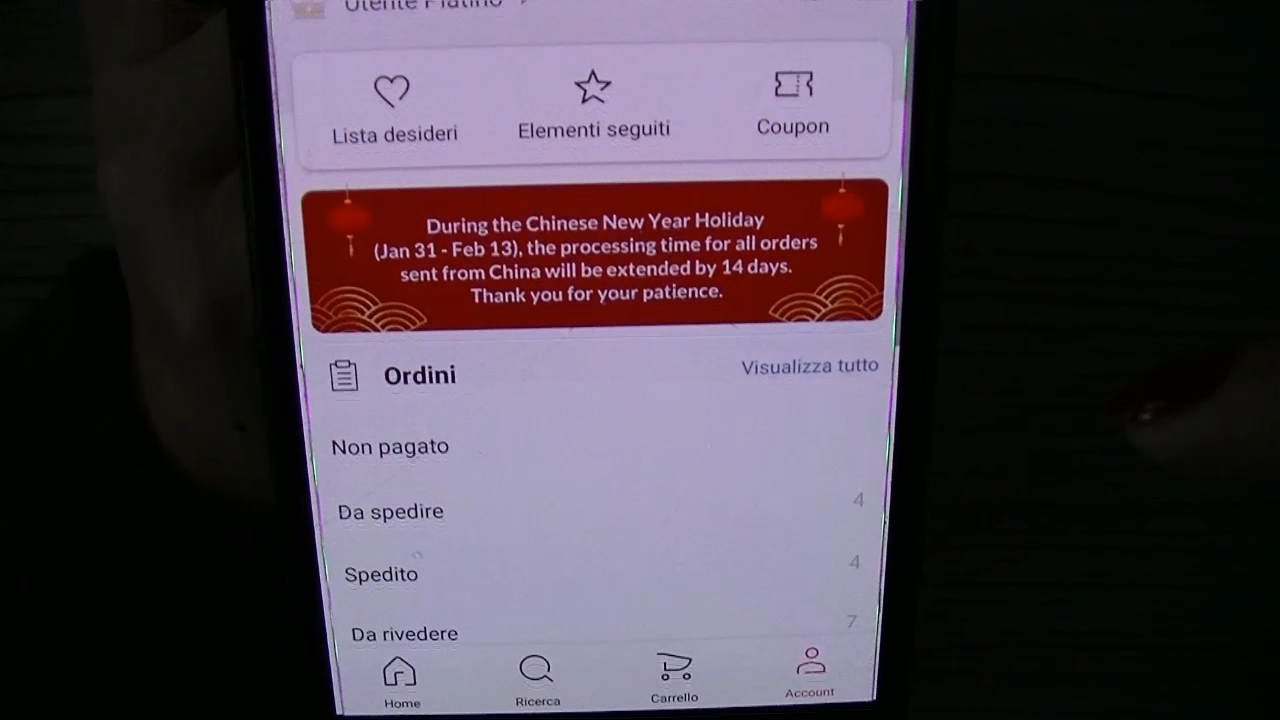 Utente Platino
Lista desideri
Elementi seguiti
Coupon
During the Chinese New Year Holiday
(Jan 31 - Feb 13), the processing time for all orders
sent from China will be extended by 14 days.
Thank you for your patience.
Ordini
Visualizza tutto
Non pagato
Da spedire
4
Spedito
4
Da rivedere
7
Home
Ricerca
Carrello
Account